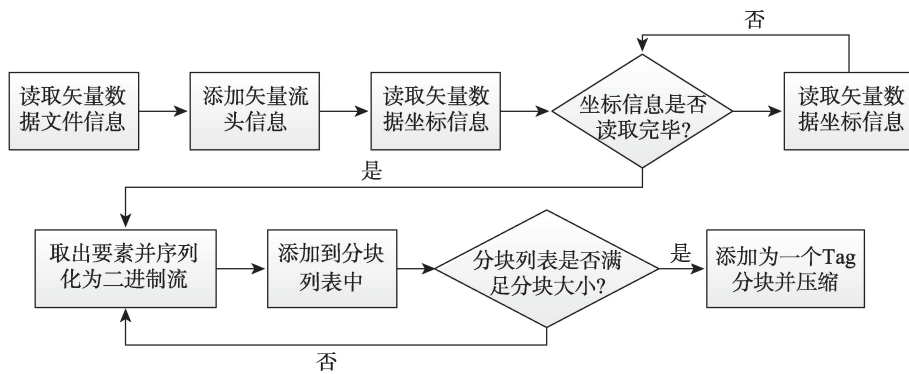 否
读取矢量数
据文件信息
添加矢量流
头信息
读取矢量数
据坐标信息
坐标信息是否
读取完毕?
读取矢量数
据坐标信息
是
取出要素并序列
化为二进制流
添加到分块
列表中
分块列表是否满
足分块大小?
是
添加为一个Tag
分块并压缩
否